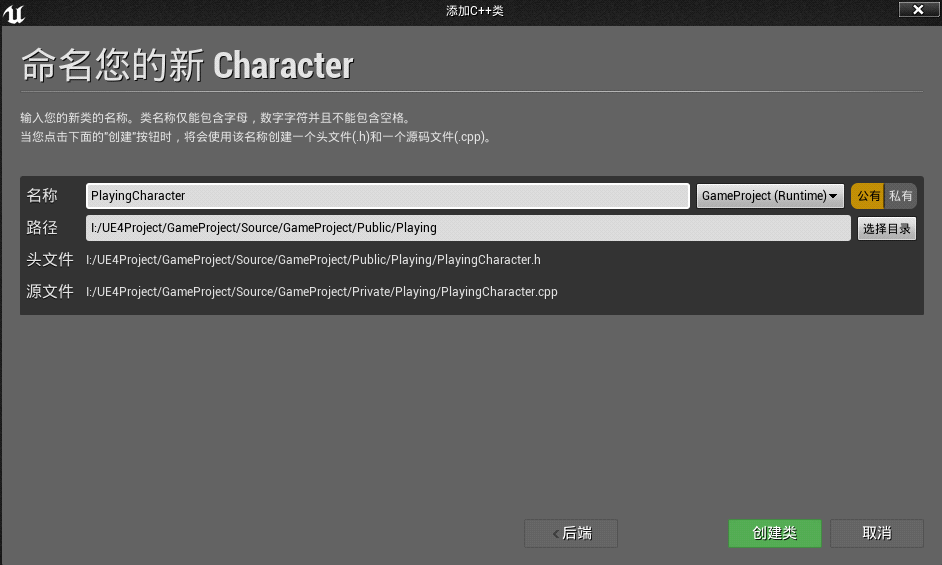 添加C++类
命名您的新 Character
输入您的新类的名称。类名称仅能包含字母，数字字符并且不能包含空格。
当您点击下面的"创建"按钮时，将会使用该名称创建一个头文件(.h)和一个源码文件(.cpp)。
名称 PlayingCharacter GameProject (Runtime) 公有 私有
路径 I:/UE4Project/GameProject/Source/GameProject/Public/Playing 选择目录
头文件 I:/UE4Project/GameProject/Source/GameProject/Public/Playing/PlayingCharacter.h
源文件 I:/UE4Project/GameProject/Source/GameProject/Private/Playing/PlayingCharacter.cpp
后端 创建类 取消